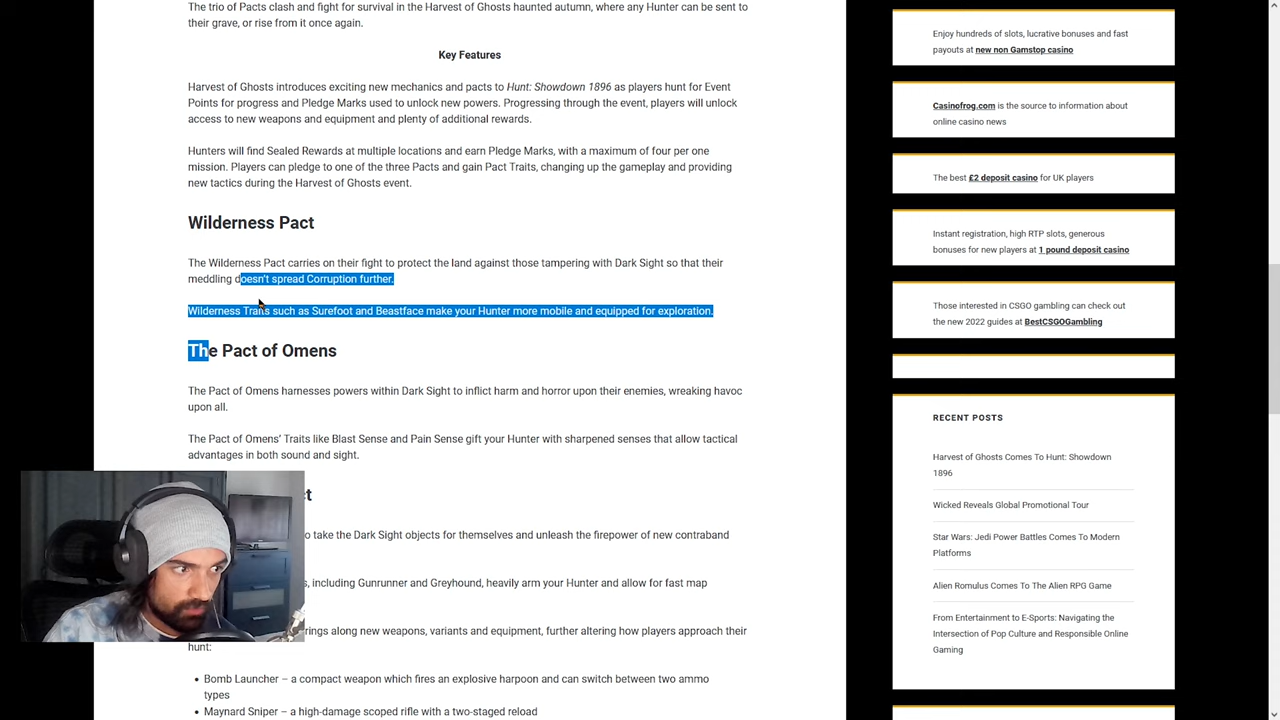 The trio of Pacts clash and fight for survival in the Harvest of Ghosts haunted autumn, where any Hunter can be sent to
their grave, or rise from it once again.
Key Features
Harvest of Ghosts introduces exciting new mechanics and pacts to Hunt: Showdown 1896 as players hunt for Event
Points for progress and Pledge Marks used to unlock new powers. Progressing through the event, players will unlock
access to new weapons and equipment and plenty of additional rewards.
Hunters will find Sealed Rewards at multiple locations and earn Pledge Marks, with a maximum of four per one
mission. Players can pledge to one of the three Pacts and gain Pact Traits, changing up the gameplay and providing
new tactics during the Harvest of Ghosts event.
Wilderness Pact
The Wilderness Pact carries on their fight to protect the land against those tampering with Dark Sight so that their
meddling doesn't spread Corruption further.
Wilderness Traits such as Surefoot and Beastface make your Hunter more mobile and equipped for exploration.
The Pact of Omens
The Pact of Omens harnesses powers within Dark Sight to inflict harm and horror upon their enemies, wreaking havoc
upon all.
The Pact of Omens' Traits like Blast Sense and Pain Sense gift your Hunter with sharpened senses that allow tactical
advantages in both sound and sight.
to take the Dark Sight objects for themselves and unleash the firepower of new contraband
, including Gunrunner and Greyhound, heavily arm your Hunter and allow for fast map
rings along new weapons, variants and equipment, further altering how players approach their
hunt:
• Bomb Launcher – a compact weapon which fires an explosive harpoon and can switch between two ammo
types
• Maynard Sniper – a high-damage scoped rifle with a two-staged reload
Enjoy hundreds of slots, lucrative bonuses and fast
payouts at new non Gamstop casino
Casinofrog.com is the source to information about
online casino news
The best £2 deposit casino for UK players
Instant registration, high RTP slots, generous
bonuses for new players at 1 pound deposit casino
Those interested in CSGO gambling can check out
the new 2022 guides at BestCSGOGambling
RECENT POSTS
Harvest of Ghosts Comes To Hunt: Showdown
1896
Wicked Reveals Global Promotional Tour
Star Wars: Jedi Power Battles Comes To Modern
Platforms
Alien Romulus Comes To The Alien RPG Game
From Entertainment to E-Sports: Navigating the
Intersection of Pop Culture and Responsible Online
Gaming